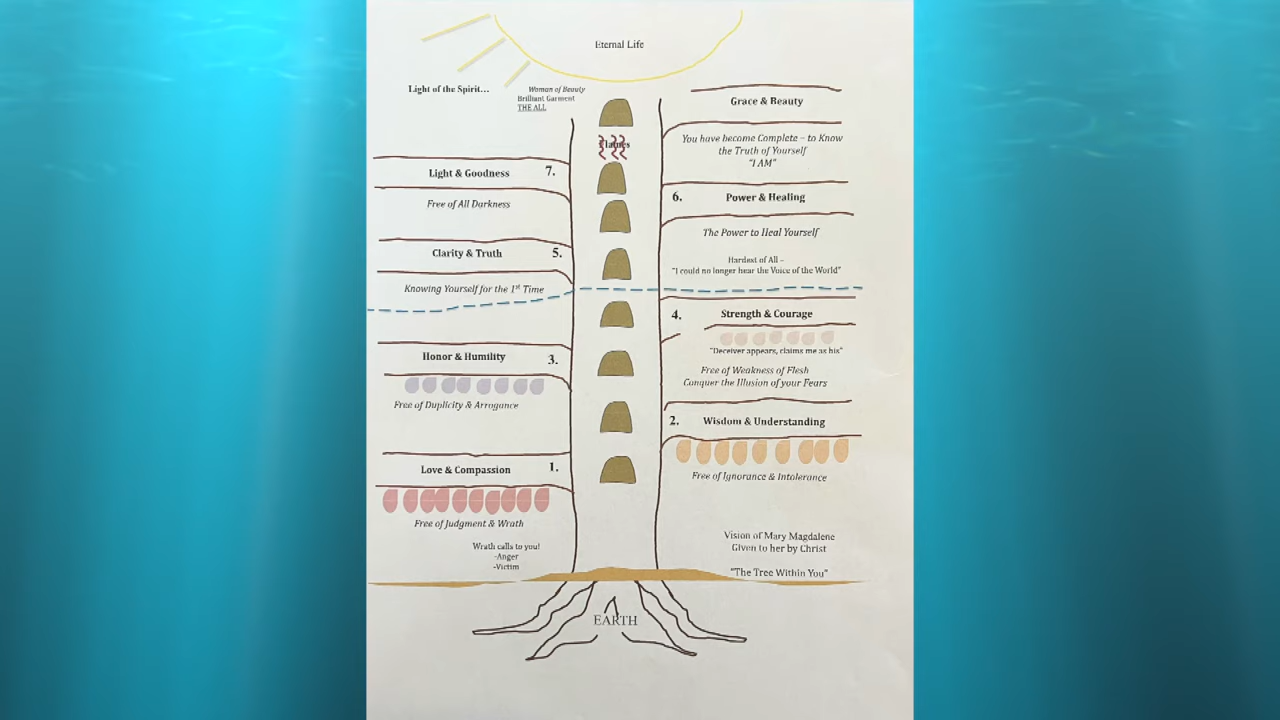 Eternal Life
Light of the Spirit...
Woman of Beauty
Brilliant Garment
THE ALL
Grace & Beauty
You have become Complete – to Know
the Truth of Yourself
"I AM"
Flames
7.
Light & Goodness
Free of All Darkness
6.
Power & Healing
The Power to Heal Yourself
Hardest of All –
"I could no longer hear the Voice of the World"
5.
Clarity & Truth
Knowing Yourself for the 1st Time
4.
Strength & Courage
"Deceiver appears, claims me as his"
Free of Weakness of Flesh
Conquer the Illusion of your Fears
3.
Honor & Humility
Free of Duplicity & Arrogance
2.
Wisdom & Understanding
Free of Ignorance & Intolerance
1.
Love & Compassion
Free of Judgment & Wrath
Wrath calls to you!
-Anger
-Victim
Vision of Mary Magdalene
Given to her by Christ
"The Tree Within You"
EARTH